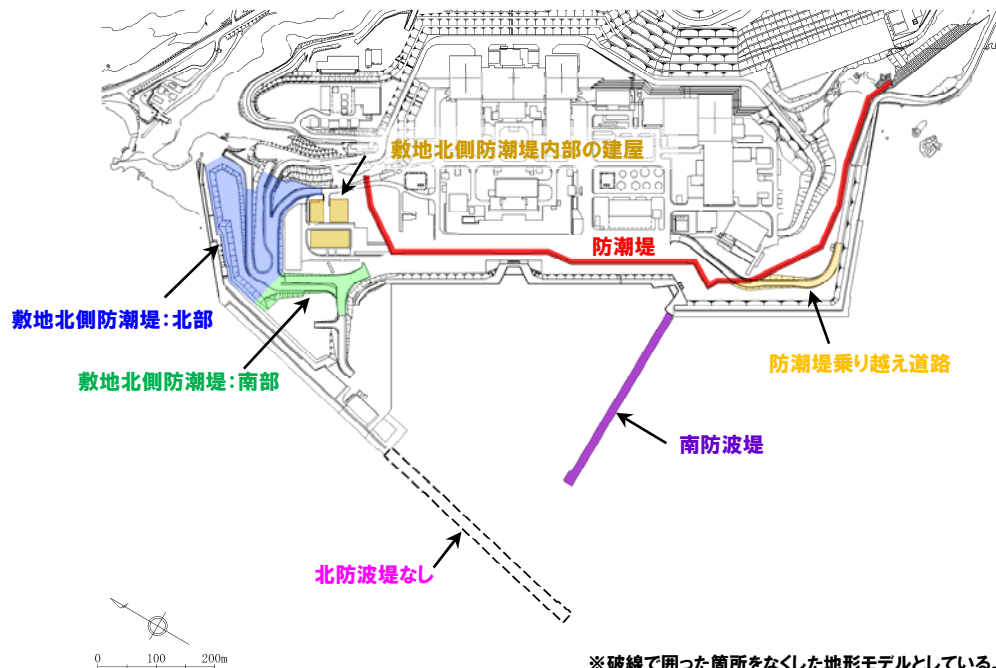 敷地北側防潮堤内部の建屋
防潮堤
敷地北側防潮堤:北部
敷地北側防潮堤:南部
防潮堤乗り越え道路
南防波堤
北防波堤なし
0 100 200m
※破線で囲った箇所をなくした地形モデルとしている。